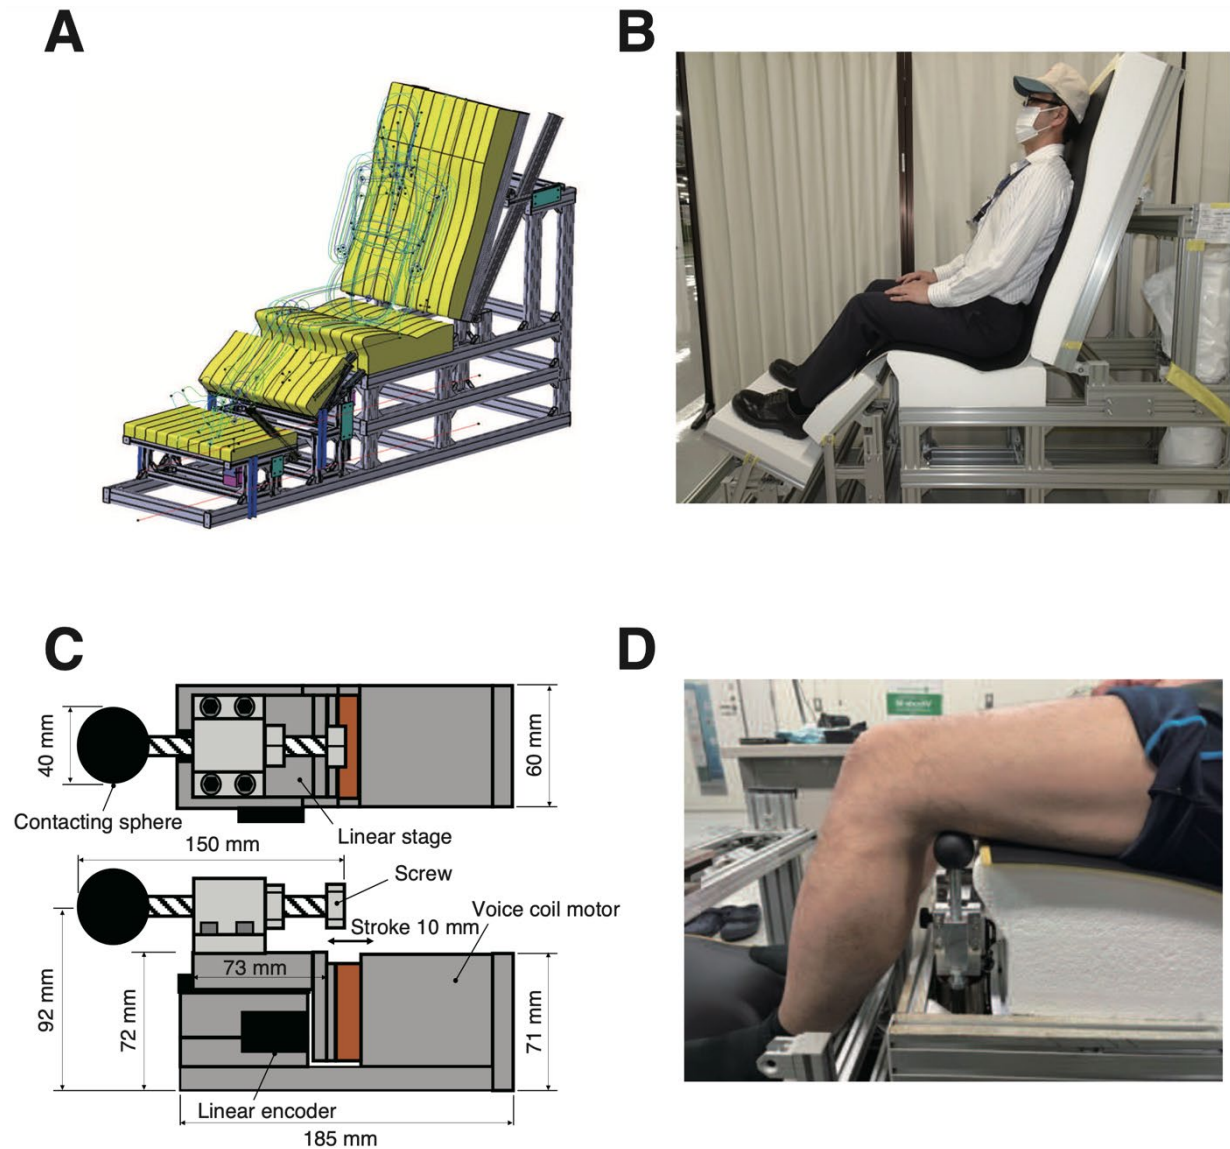 A
B
C
D
40 mm
60 mm
Contacting sphere
Linear stage
150 mm
Screw
Voice coil motor
Stroke 10 mm
73 mm
92 mm
72 mm
71 mm
Linear encoder
185 mm